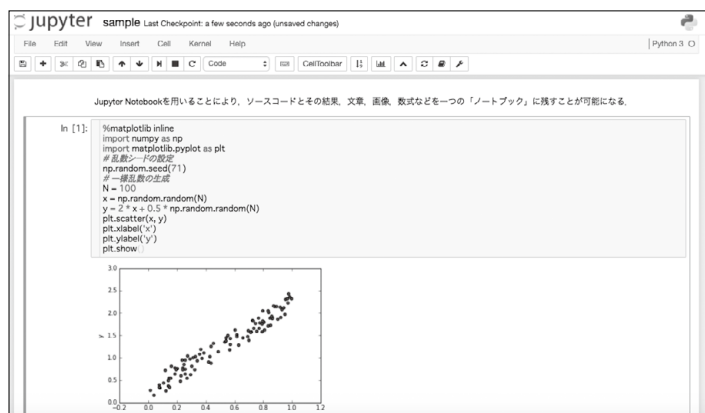 jupyter sample Last Checkpoint: a few seconds ago (unsaved changes)
File Edit View Insert Cell Kernel Help Python 3
Code CellToolbar
Jupyter Notebookを用いることにより，ソースコードとその結果，文章，画像，数式などを一つの「ノートブック」に残すことが可能になる．
In [1]: %matplotlib inline
import numpy as np
import matplotlib.pyplot as plt
# 乱数シードの設定
np.random.seed(71)
# 一様乱数の生成
N = 100
x = np.random.random(N)
y = 2 * x + 0.5 * np.random.random(N)
plt.scatter(x, y)
plt.xlabel('x')
plt.ylabel('y')
plt.show()
3.0
2.5
2.0
y
1.5
1.0
0.5
0.0
-0.2 0.0 0.2 0.4 0.6 0.8 1.0 1.2